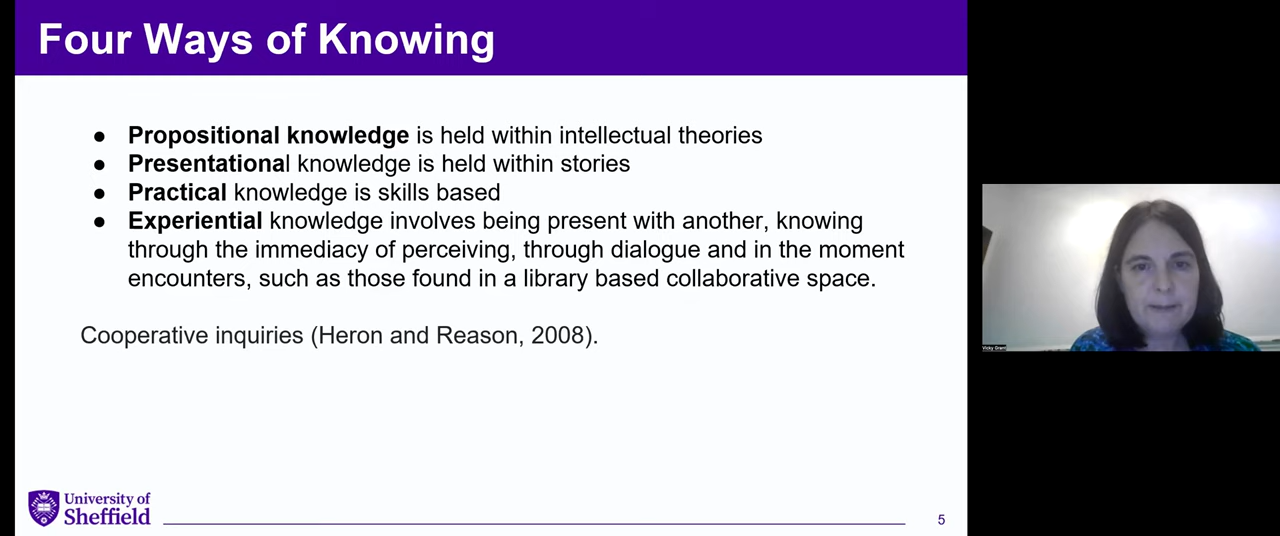 Four Ways of Knowing
● Propositional knowledge is held within intellectual theories
● Presentational knowledge is held within stories
● Practical knowledge is skills based
● Experiential knowledge involves being present with another, knowing
through the immediacy of perceiving, through dialogue and in the moment
encounters, such as those found in a library based collaborative space.
Cooperative inquiries (Heron and Reason, 2008).
University of
Sheffield
5
Vicky Grant